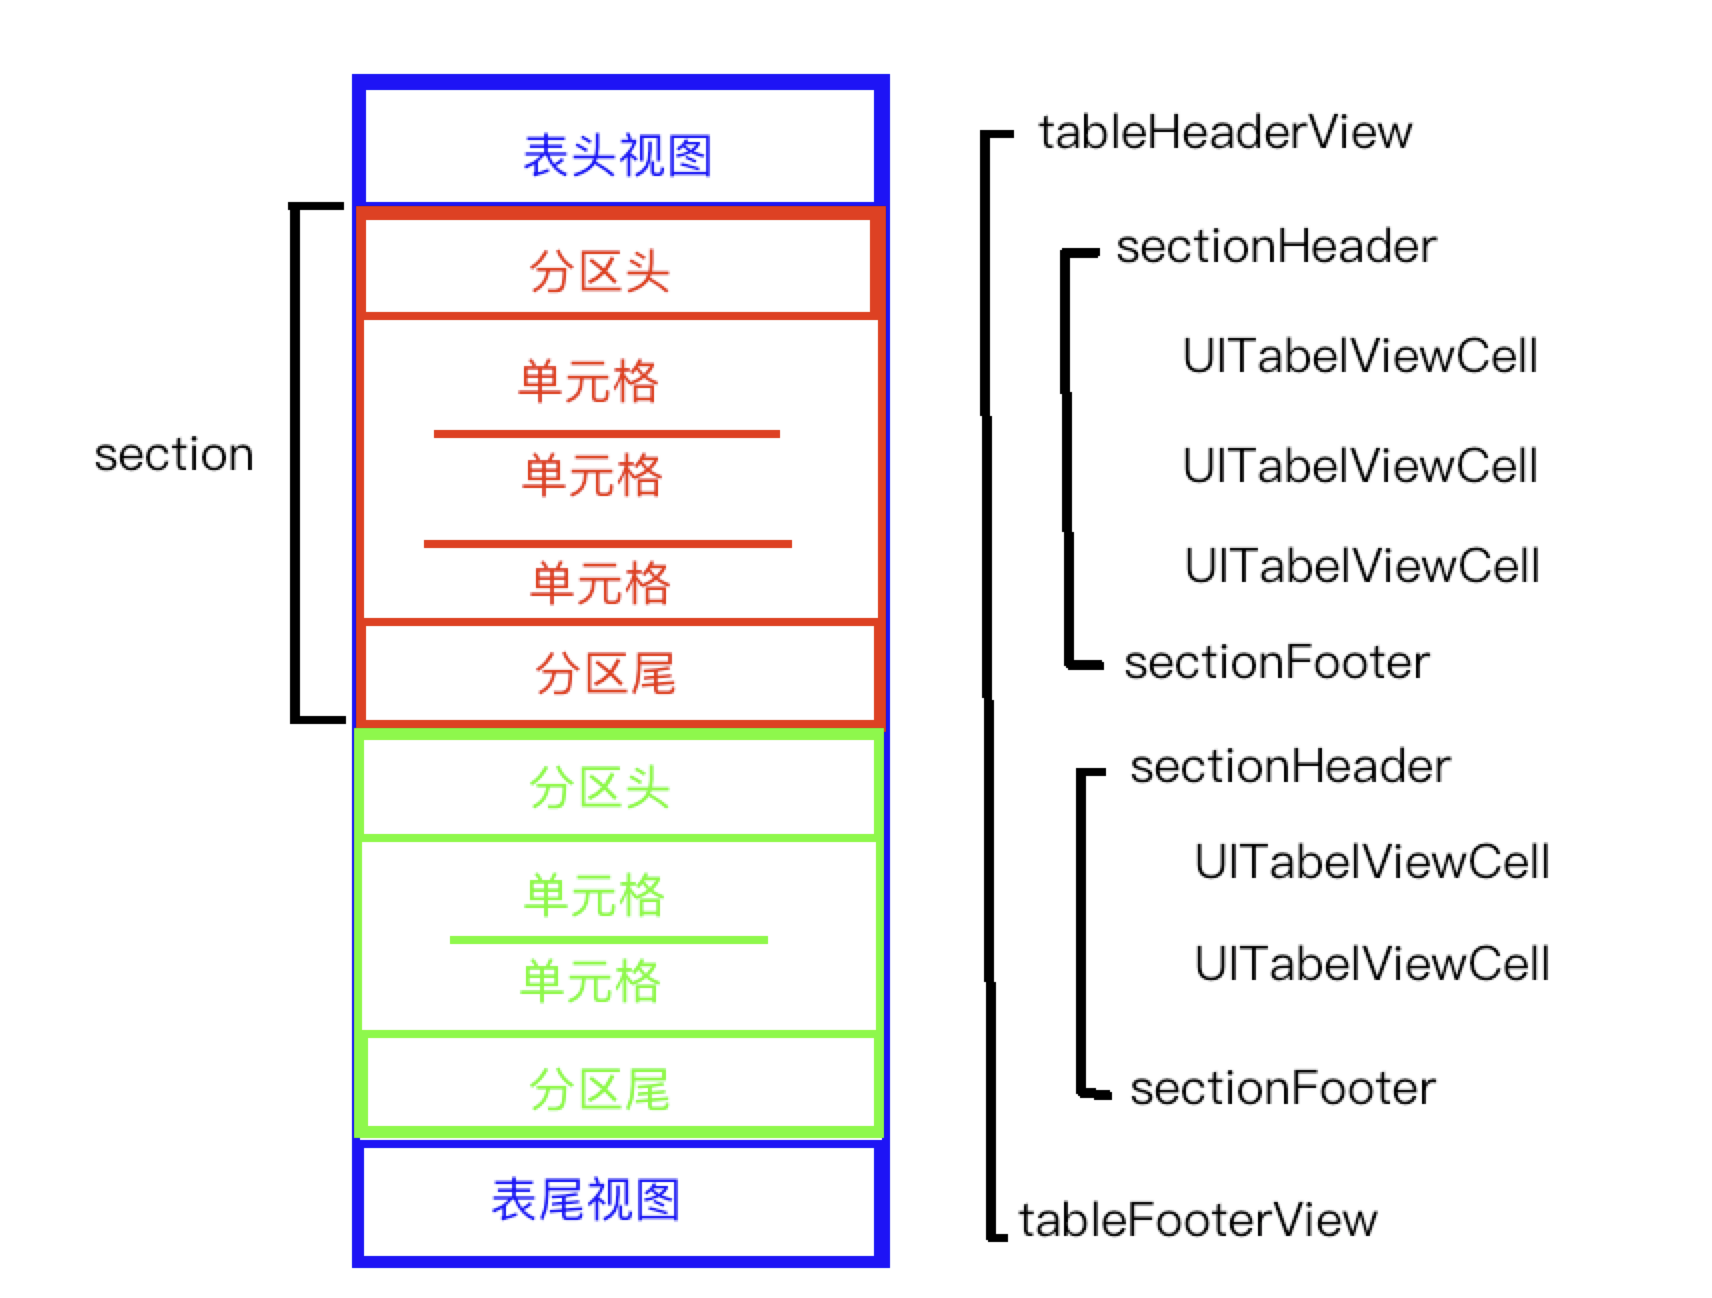 表头视图
分区头
单元格
单元格
单元格
分区尾
分区头
单元格
单元格
分区尾
表尾视图
section
tableHeaderView
sectionHeader
UITabelViewCell
UITabelViewCell
UITabelViewCell
sectionFooter
sectionHeader
UITabelViewCell
UITabelViewCell
sectionFooter
tableFooterView